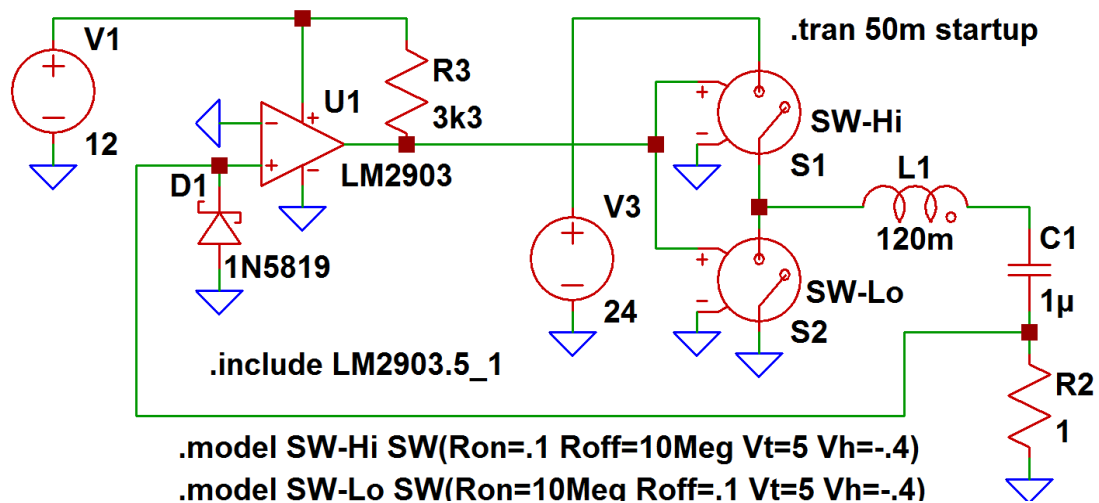 .tran 50m startup
V1
12
R3
3k3
U1
LM2903
D1
1N5819
SW-Hi
S1
V3
24
L1
120m
SW-Lo
S2
C1
1µ
R2
1
.include LM2903.5_1
.model SW-Hi SW(Ron=.1 Roff=10Meg Vt=5 Vh=-.4)
.model SW-Lo SW(Ron=10Meg Roff=.1 Vt=5 Vh=-.4)